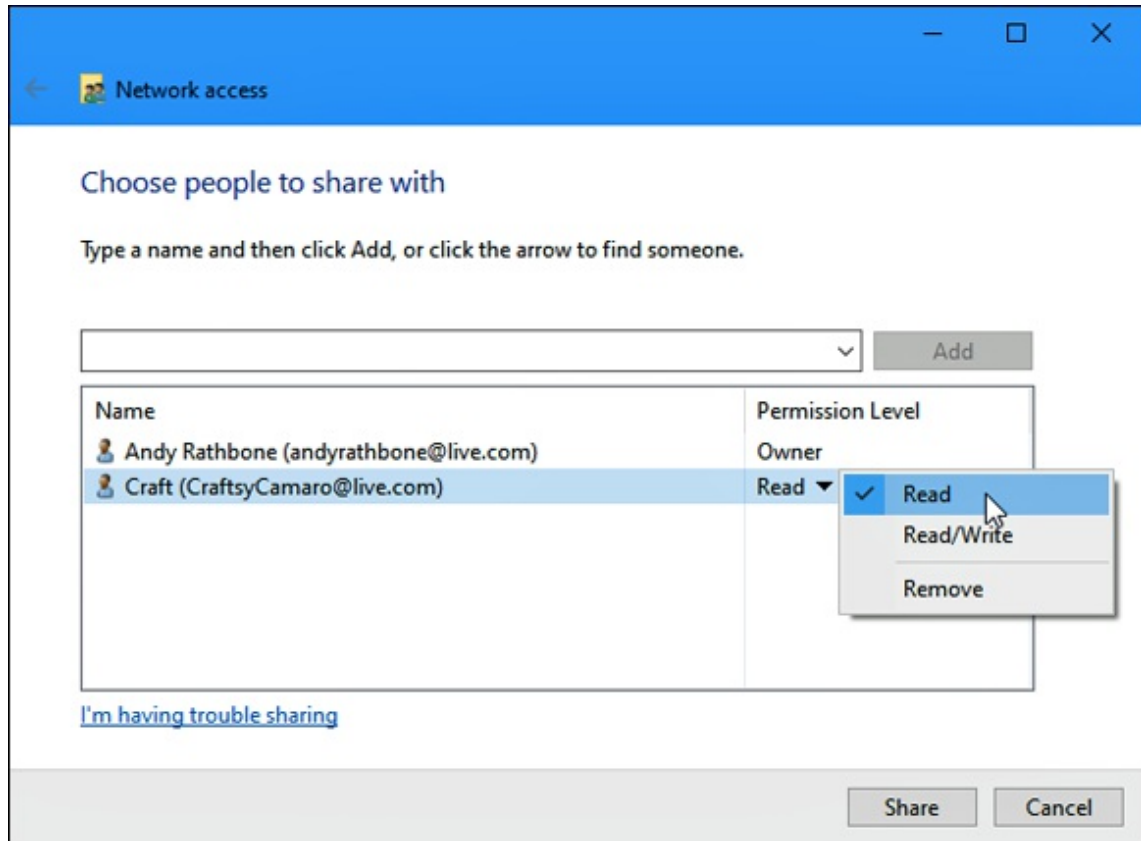 Network access
Choose people to share with
Type a name and then click Add, or click the arrow to find someone.
Add
Name Permission Level
Andy Rathbone (andyrathbone@live.com) Owner
Craft (CraftsyCamaro@live.com) Read
Read
Read/Write
Remove
I'm having trouble sharing
Share Cancel